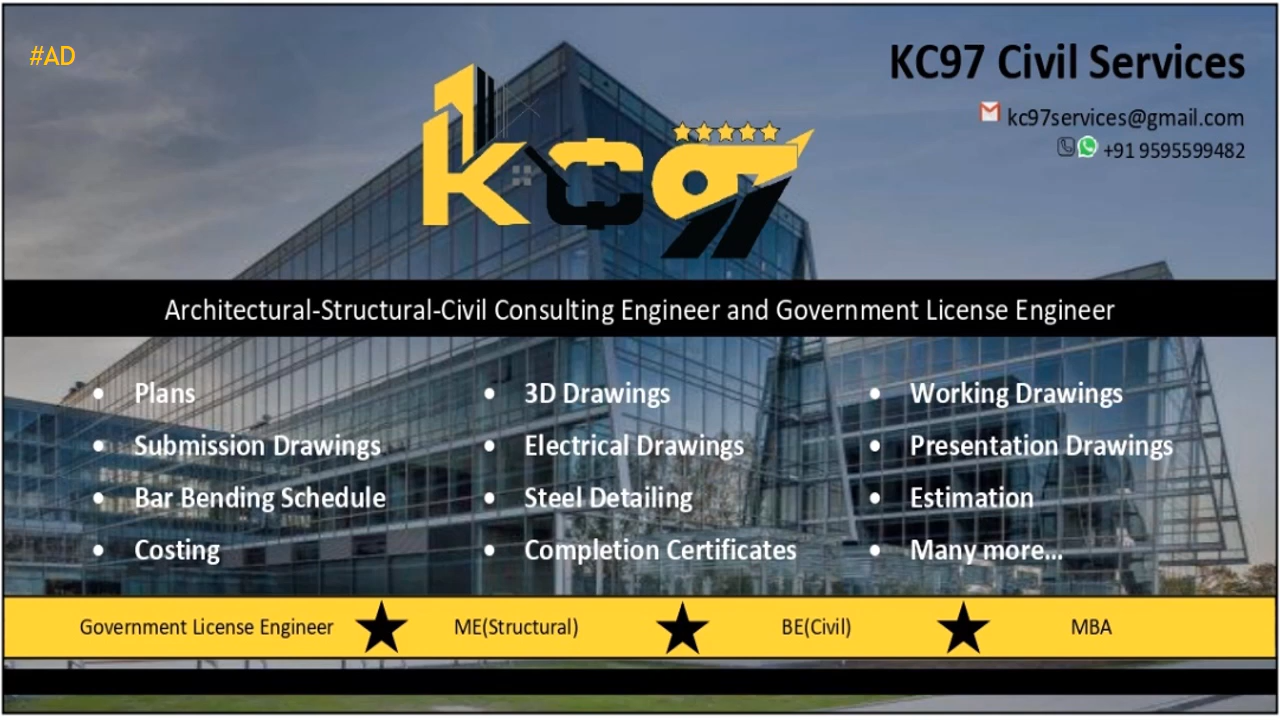 #AD
KC97 Civil Services
kc97services@gmail.com
+91 9595599482
kc97
Architectural-Structural-Civil Consulting Engineer and Government License Engineer
• Plans
• 3D Drawings
• Working Drawings
• Submission Drawings
• Electrical Drawings
• Presentation Drawings
• Bar Bending Schedule
• Steel Detailing
• Estimation
• Costing
• Completion Certificates
• Many more...
Government License Engineer ★ ME(Structural) ★ BE(Civil) ★ MBA